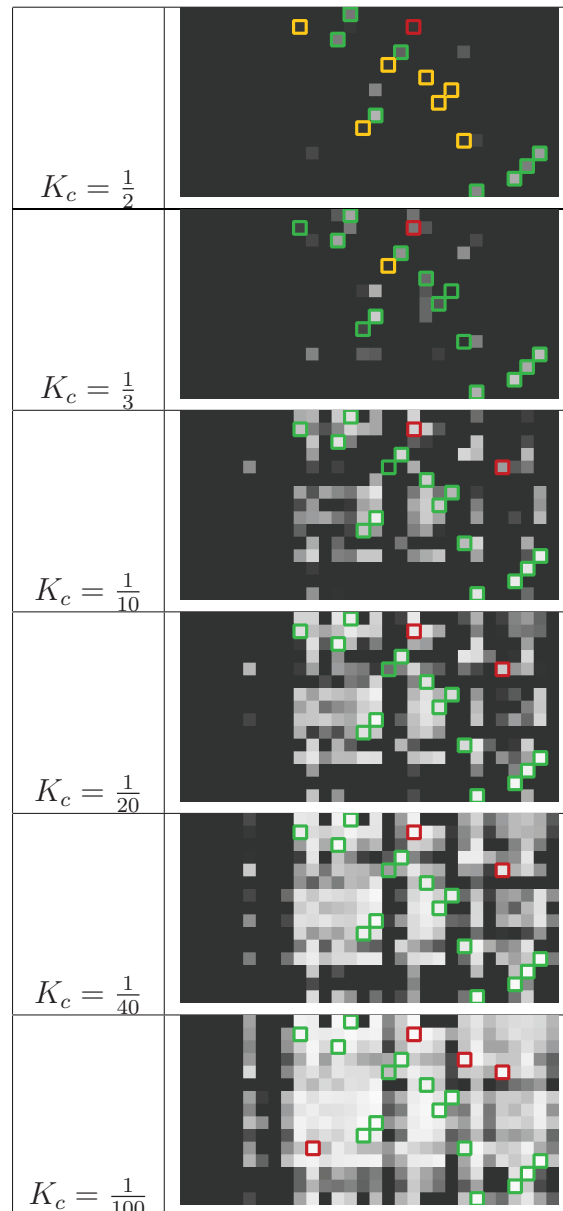 K_c = 1/2
K_c = 1/3
K_c = 1/10
K_c = 1/20
K_c = 1/40
K_c = 1/100